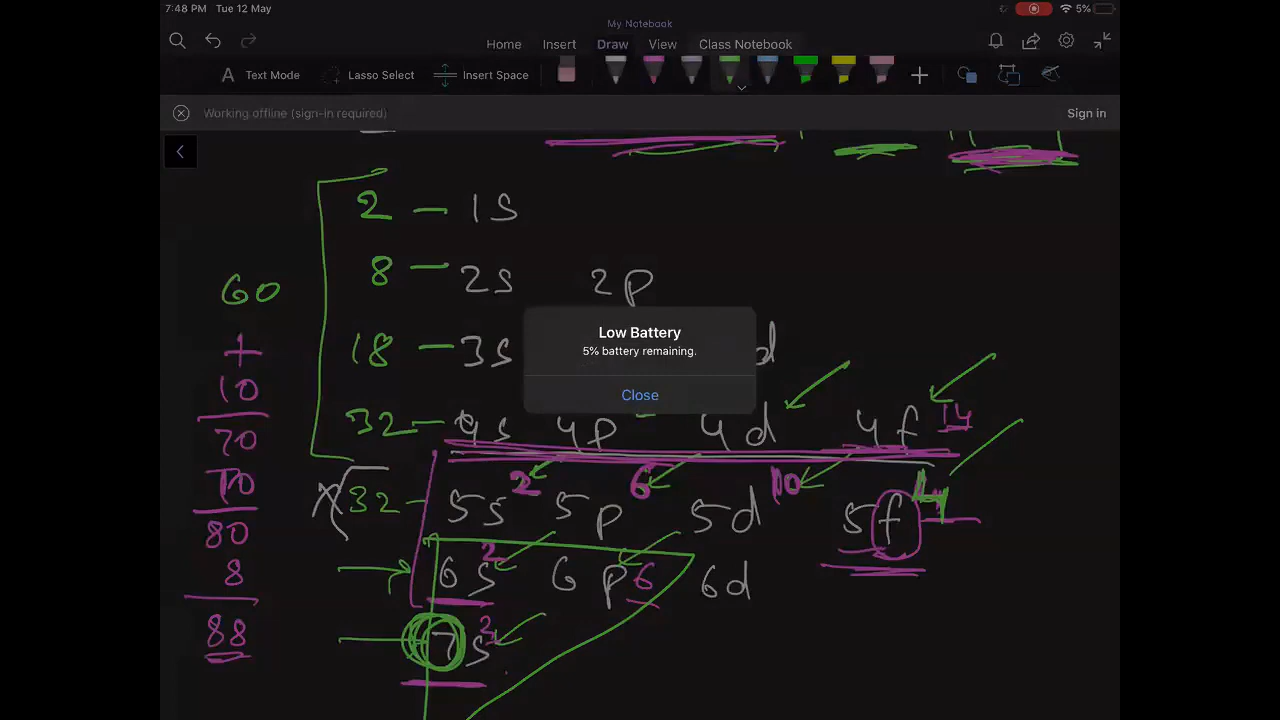 7:48 PM Tue 12 May
5%
My Notebook
Home Insert Draw View Class Notebook
A Text Mode Lasso Select Insert Space
Working offline (sign-in required) Sign in
2 - 1s
8 - 2s 2p
60
Low Battery
5% battery remaining.
Close
18 - 3s d
+
10
32 - 4s 4p 4d 4f 14
70
10
2 6 10
32 - 5s 5p 5d 5f
80
8
2
6s 6p 6 6d
88
7s